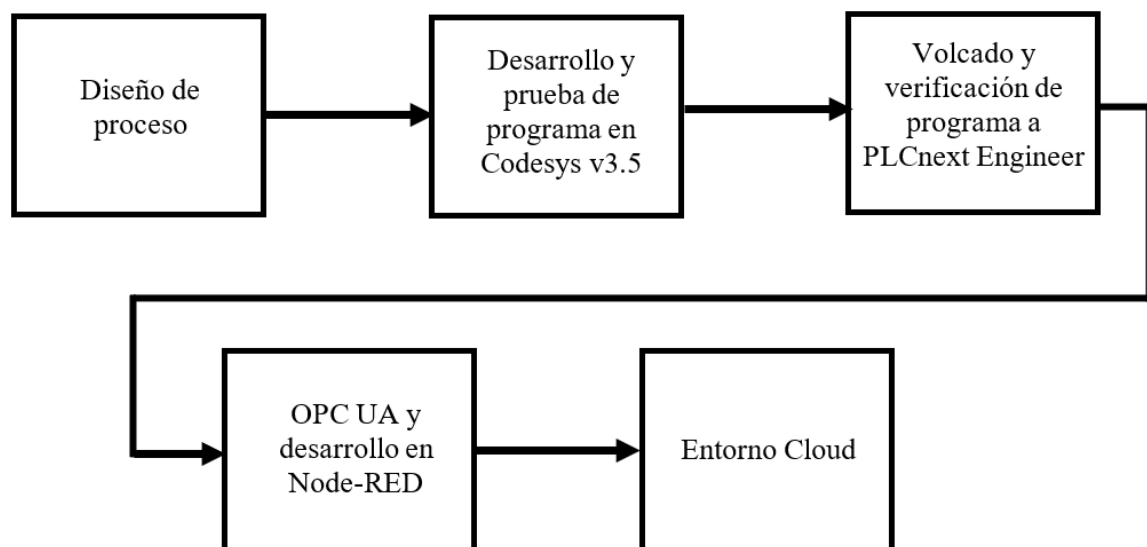 Diseño de
proceso
Desarrollo y
prueba de
programa en
Codesys v3.5
Volcado y
verificación de
programa a
PLCnext Engineer
OPC UA y
desarrollo en
Node-RED
Entorno Cloud